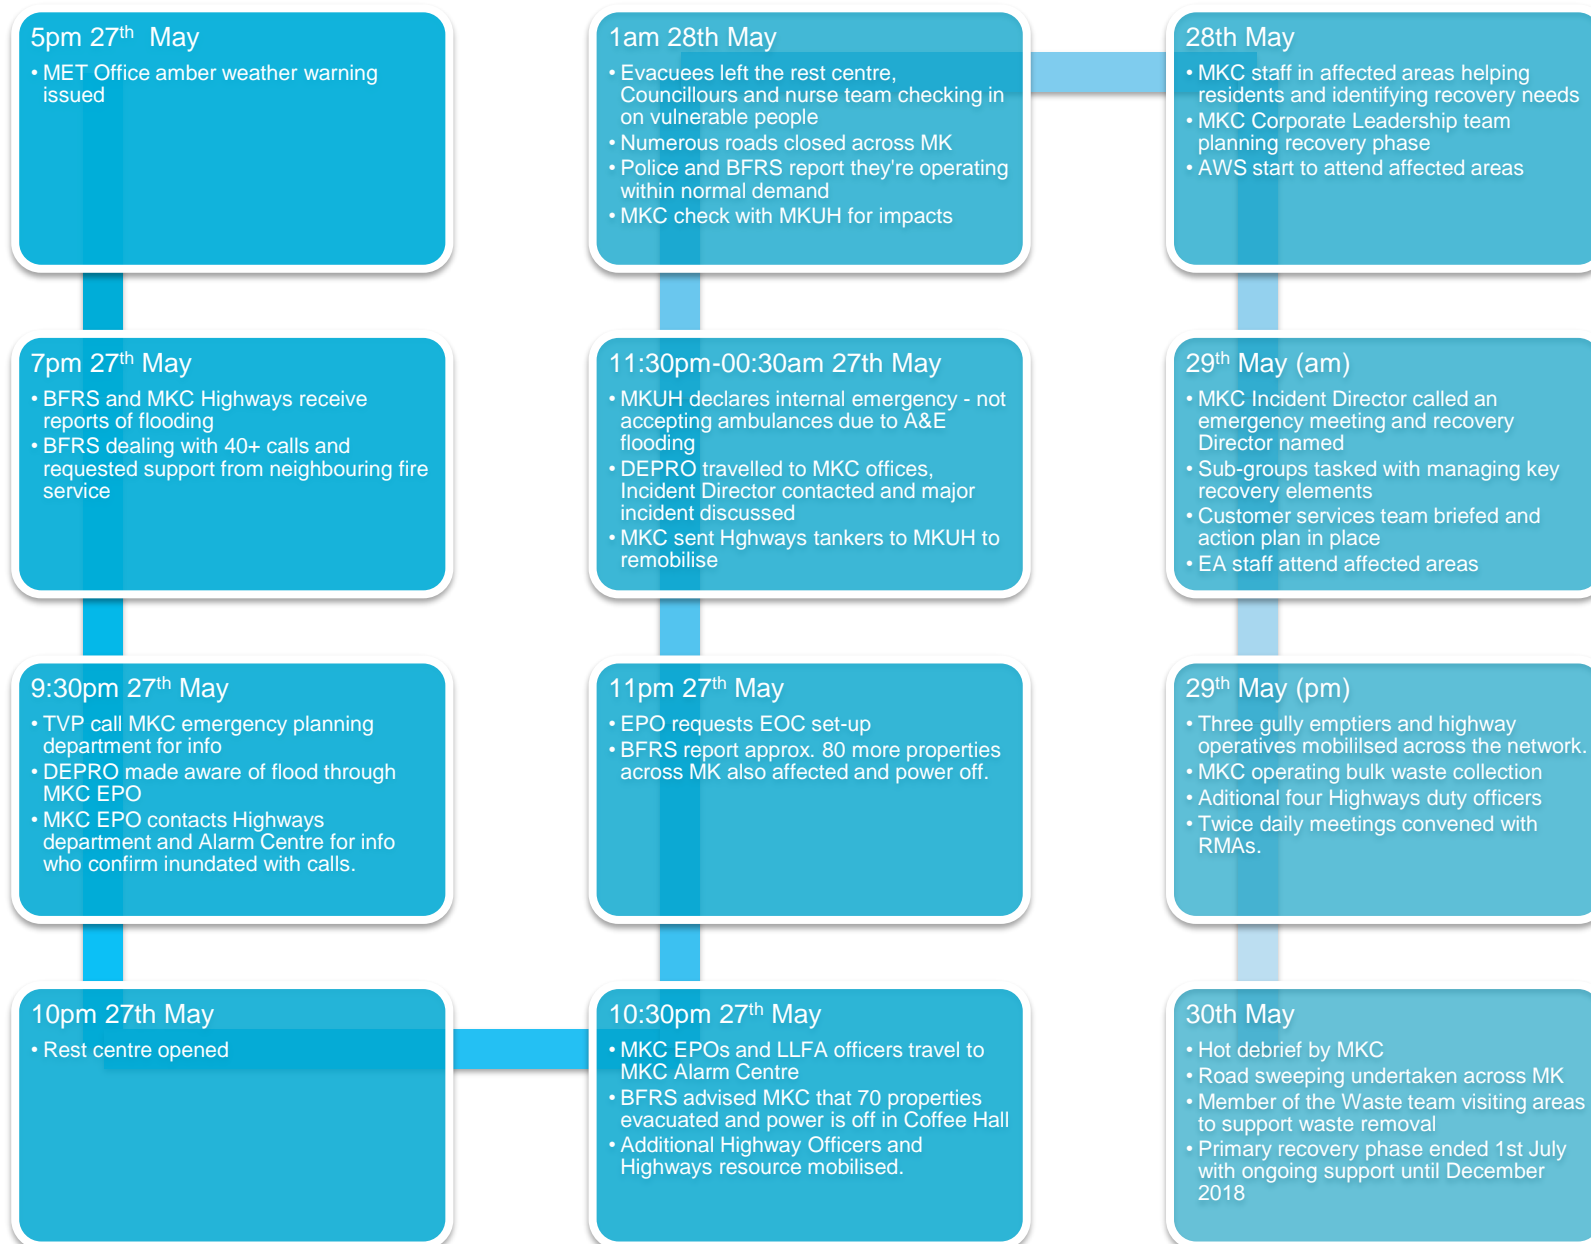 5pm 27th May
• MET Office amber weather warning
issued
7pm 27th May
• BFRS and MKC Highways receive
reports of flooding
• BFRS dealing with 40+ calls and
requested support from neighbouring fire
service
9:30pm 27th May
• TVP call MKC emergency planning
department for info
• DEPRO made aware of flood through
MKC EPO
• MKC EPO contacts Highways
department and Alarm Centre for info
who confirm inundated with calls.
10pm 27th May
• Rest centre opened
10:30pm 27th May
• MKC EPOs and LLFA officers travel to
MKC Alarm Centre
• BFRS advised MKC that 70 properties
evacuated and power is off in Coffee Hall
• Additional Highway Officers and
Highways resource mobilised.
11pm 27th May
• EPO requests EOC set-up
• BFRS report approx. 80 more properties
across MK also affected and power off.
11:30pm-00:30am 27th May
• MKUH declares internal emergency - not
accepting ambulances due to A&E
flooding
• DEPRO travelled to MKC offices,
Incident Director contacted and major
incident discussed
• MKC sent Hghways tankers to MKUH to
remobilise
1am 28th May
• Evacuees left the rest centre,
Councillours and nurse team checking in
on vulnerable people
• Numerous roads closed across MK
• Police and BFRS report they're operating
within normal demand
• MKC check with MKUH for impacts
28th May
• MKC staff in affected areas helping
residents and identifying recovery needs
• MKC Corporate Leadership team
planning recovery phase
• AWS start to attend affected areas
29th May (am)
• MKC Incident Director called an
emergency meeting and recovery
Director named
• Sub-groups tasked with managing key
recovery elements
• Customer services team briefed and
action plan in place
• EA staff attend affected areas
29th May (pm)
• Three gully emptiers and highway
operatives mobililsed across the network.
• MKC operating bulk waste collection
• Aditional four Highways duty officers
• Twice daily meetings convened with
RMAs.
30th May
• Hot debrief by MKC
• Road sweeping undertaken across MK
• Member of the Waste team visiting areas
to support waste removal
• Primary recovery phase ended 1st July
with ongoing support until December
2018